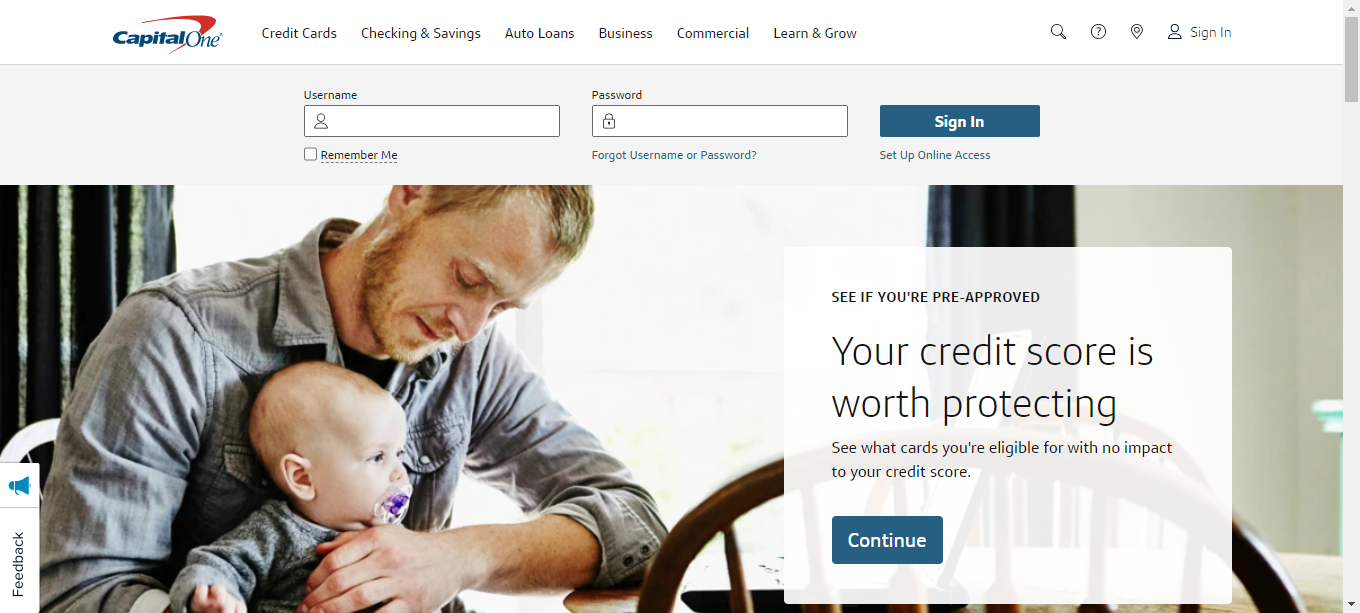 CapitalOne
Credit Cards Checking & Savings Auto Loans Business Commercial Learn & Grow
Sign In
Username
Password
Sign In
Remember Me
Forgot Username or Password?
Set Up Online Access
SEE IF YOU'RE PRE-APPROVED
Your credit score is
worth protecting
See what cards you're eligible for with no impact
to your credit score.
Continue
Feedback